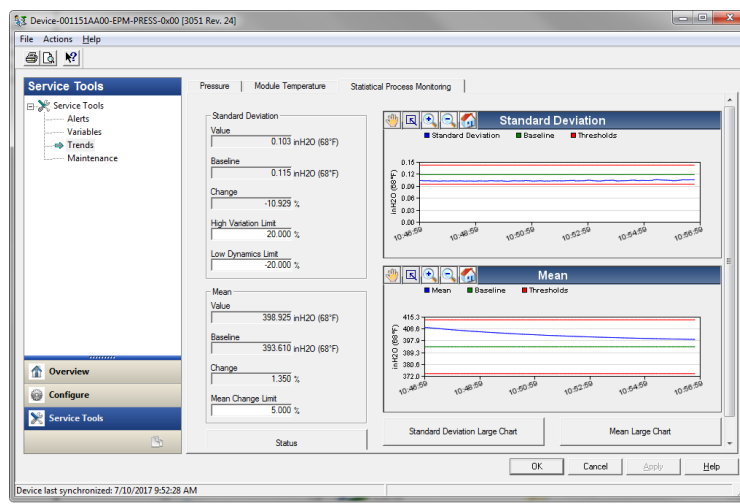 Device-001151AA00-EPM-PRESS-0x00 [3051 Rev. 24]
File Actions Help
Service Tools
Service Tools
Alerts
Variables
Trends
Maintenance
Overview
Configure
Service Tools
Pressure Module Temperature Statistical Process Monitoring
Standard Deviation
Value
0.103 inH2O (68°F)
Baseline
0.115 inH2O (68°F)
Change
-10.929 %
High Variation Limit
20.000 %
Low Dynamics Limit
-20.000 %
Mean
Value
398.925 inH2O (68°F)
Baseline
393.610 inH2O (68°F)
Change
1.350 %
Mean Change Limit
5.000 %
Status
Standard Deviation
Standard Deviation Baseline Thresholds
inH2O (68°F)
0.16
0.12
0.09
0.06
0.03
0.00
10:46:59 10:48:59 10:50:59 10:52:59 10:54:59 10:56:59
Mean
Mean Baseline Thresholds
inH2O (68°F)
415.3
406.6
397.9
389.3
380.6
372.0
10:46:59 10:48:59 10:50:59 10:52:59 10:54:59 10:56:59
Standard Deviation Large Chart Mean Large Chart
OK Cancel Apply Help
Device last synchronized: 7/10/2017 9:52:28 AM